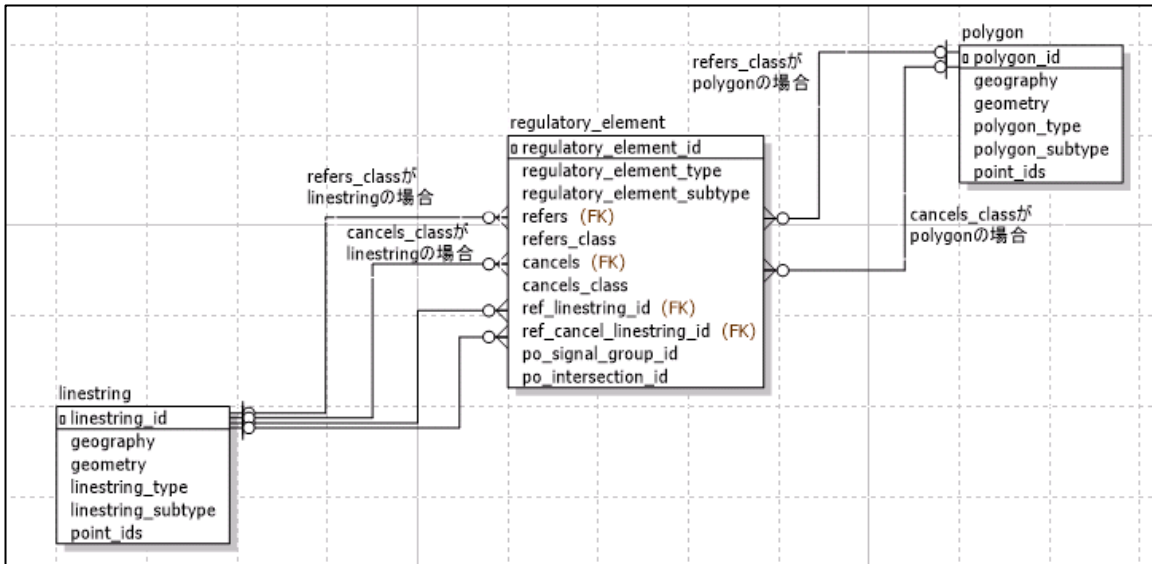 polygon
polygon_id
geography
geometry
polygon_type
polygon_subtype
point_ids
refers_classが
polygonの場合
cancels_classが
polygonの場合
regulatory_element
regulatory_element_id
regulatory_element_type
regulatory_element_subtype
refers (FK)
refers_class
cancels (FK)
cancels_class
ref_linestring_id (FK)
ref_cancel_linestring_id (FK)
po_signal_group_id
po_intersection_id
refers_classが
linestringの場合
cancels_classが
linestringの場合
linestring
linestring_id
geography
geometry
linestring_type
linestring_subtype
point_ids